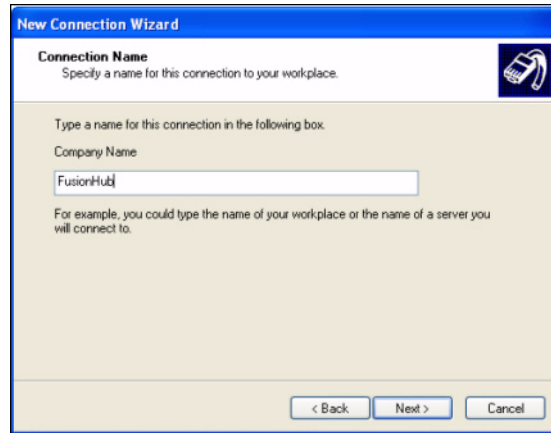 New Connection Wizard
Connection Name
Specify a name for this connection to your workplace.
Type a name for this connection in the following box.
Company Name
FusionHub
For example, you could type the name of your workplace or the name of a server you
will connect to.
< Back Next > Cancel